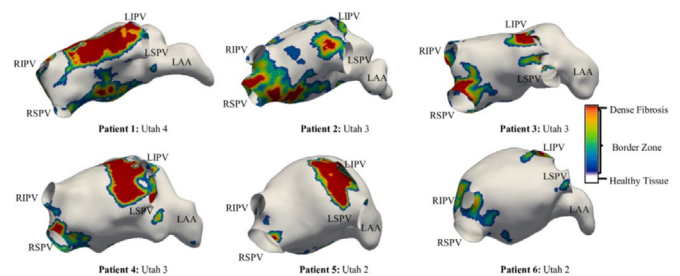 LIPV
RIPV
LSPV
LAA
RSPV
Patient 1: Utah 4
LIPV
RIPV
LSPV
LAA
RSPV
Patient 2: Utah 3
LIPV
RIPV
LSPV
LAA
RSPV
Patient 3: Utah 3
Dense Fibrosis
Border Zone
Healthy Tissue
LIPV
RIPV
LSPV
LAA
RSPV
Patient 4: Utah 3
LIPV
RIPV
LSPV
LAA
RSPV
Patient 5: Utah 2
LIPV
RIPV
LSPV
LAA
RSPV
Patient 6: Utah 2